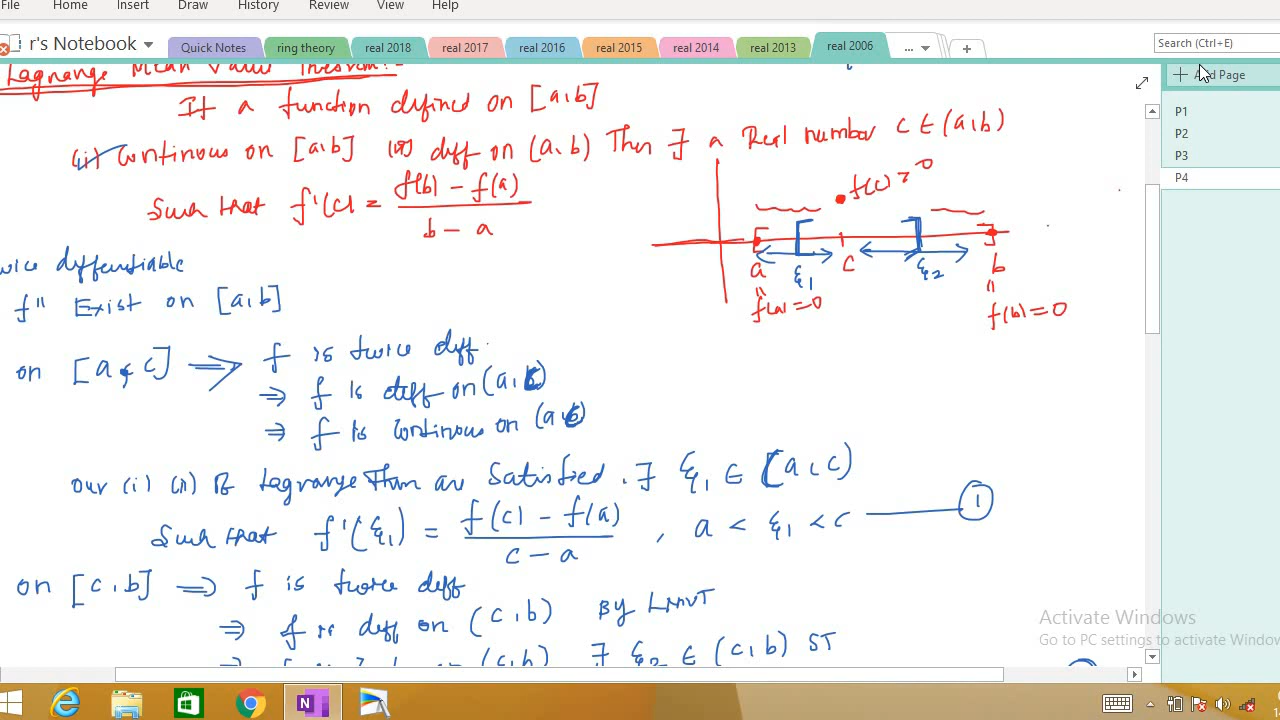 File Home Insert Draw History Review View Help
r's Notebook Quick Notes ring theory real 2018 real 2017 real 2016 real 2015 real 2014 real 2013 real 2006 ... + Search (Ctrl+E)
Lagrange Mean Value Theorem:-
+ Add Page
If a function defined on [a,b]
P1
P2
P3
P4
(i) Continuous on [a,b] (ii) diff on (a,b) Then ∃ a Real number c ∈ (a,b)
Such that f'(c) = f(b) - f(a) / b - a
f(c) > 0
a ξ1 c ξ2 b
f(a) = 0
f(b) = 0
wice differentiable
f" Exist on [a,b]
on [a, c] ⇒ f is twice diff.
⇒ f is diff on (a, c)
⇒ f is continous on (a, c)
our (i) (ii) of Lagrange Thm are Satisfied. ∃ ξ1 ∈ (a, c)
Such that f'(ξ1) = f(c) - f(a) / c - a , a < ξ1 < c 1
on [c, b] ⇒ f is twice diff
⇒ f is diff on (c, b) By LMVT
∃ ξ2 ∈ (c, b) ST
Activate Windows
Go to PC settings to activate Window